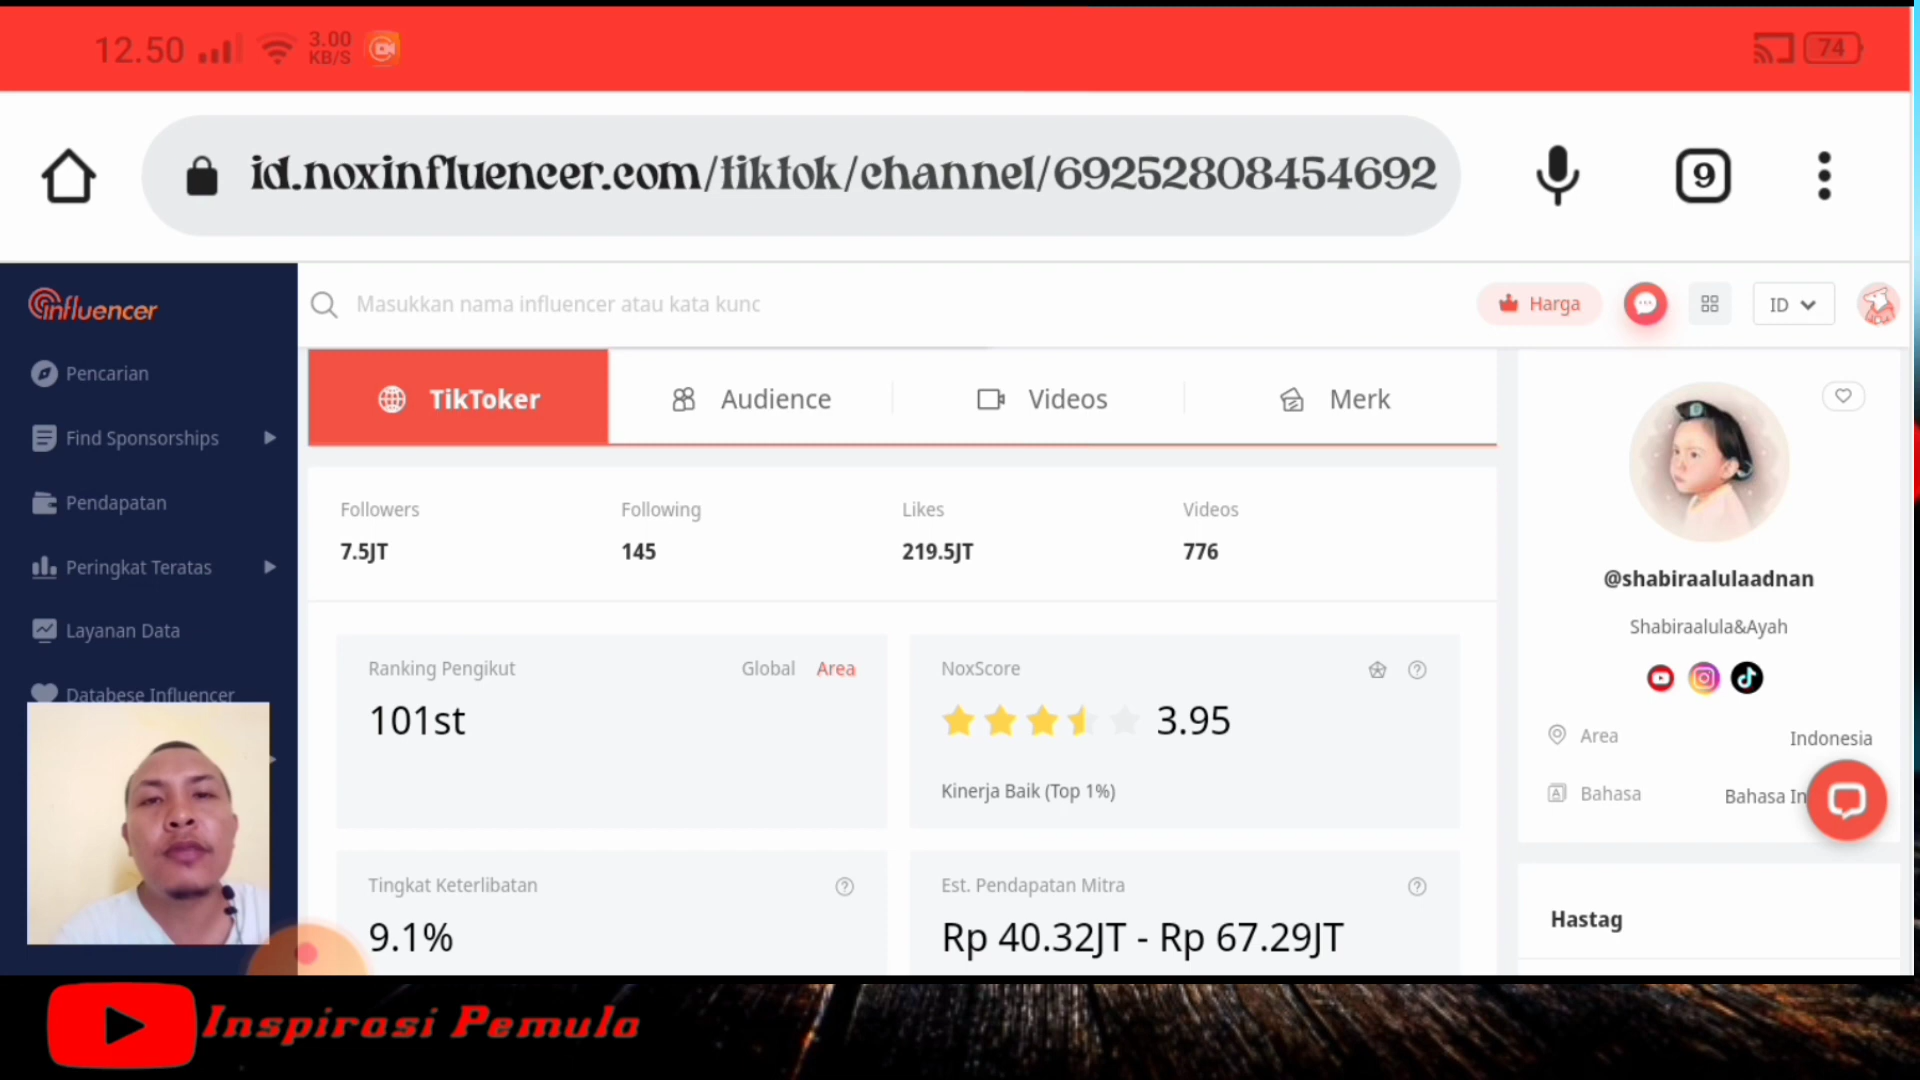 12.50
3.00
KB/S
74
id.noxinfluencer.com/tiktok/channel/69252808454692
9
influencer
Masukkan nama influencer atau kata kunc
Harga
ID
Pencarian
Find Sponsorships
Pendapatan
Peringkat Teratas
Layanan Data
Databese Influencer
TikToker
Audience
Videos
Merk
Followers
7.5JT
Following
145
Likes
219.5JT
Videos
776
Ranking Pengikut
Global
Area
101st
NoxScore
3.95
Kinerja Baik (Top 1%)
Tingkat Keterlibatan
9.1%
Est. Pendapatan Mitra
Rp 40.32JT - Rp 67.29JT
@shabiraalulaadnan
Shabiraalula&Ayah
Area
Indonesia
Bahasa
Bahasa In
Hastag
Inspirasi Pemula